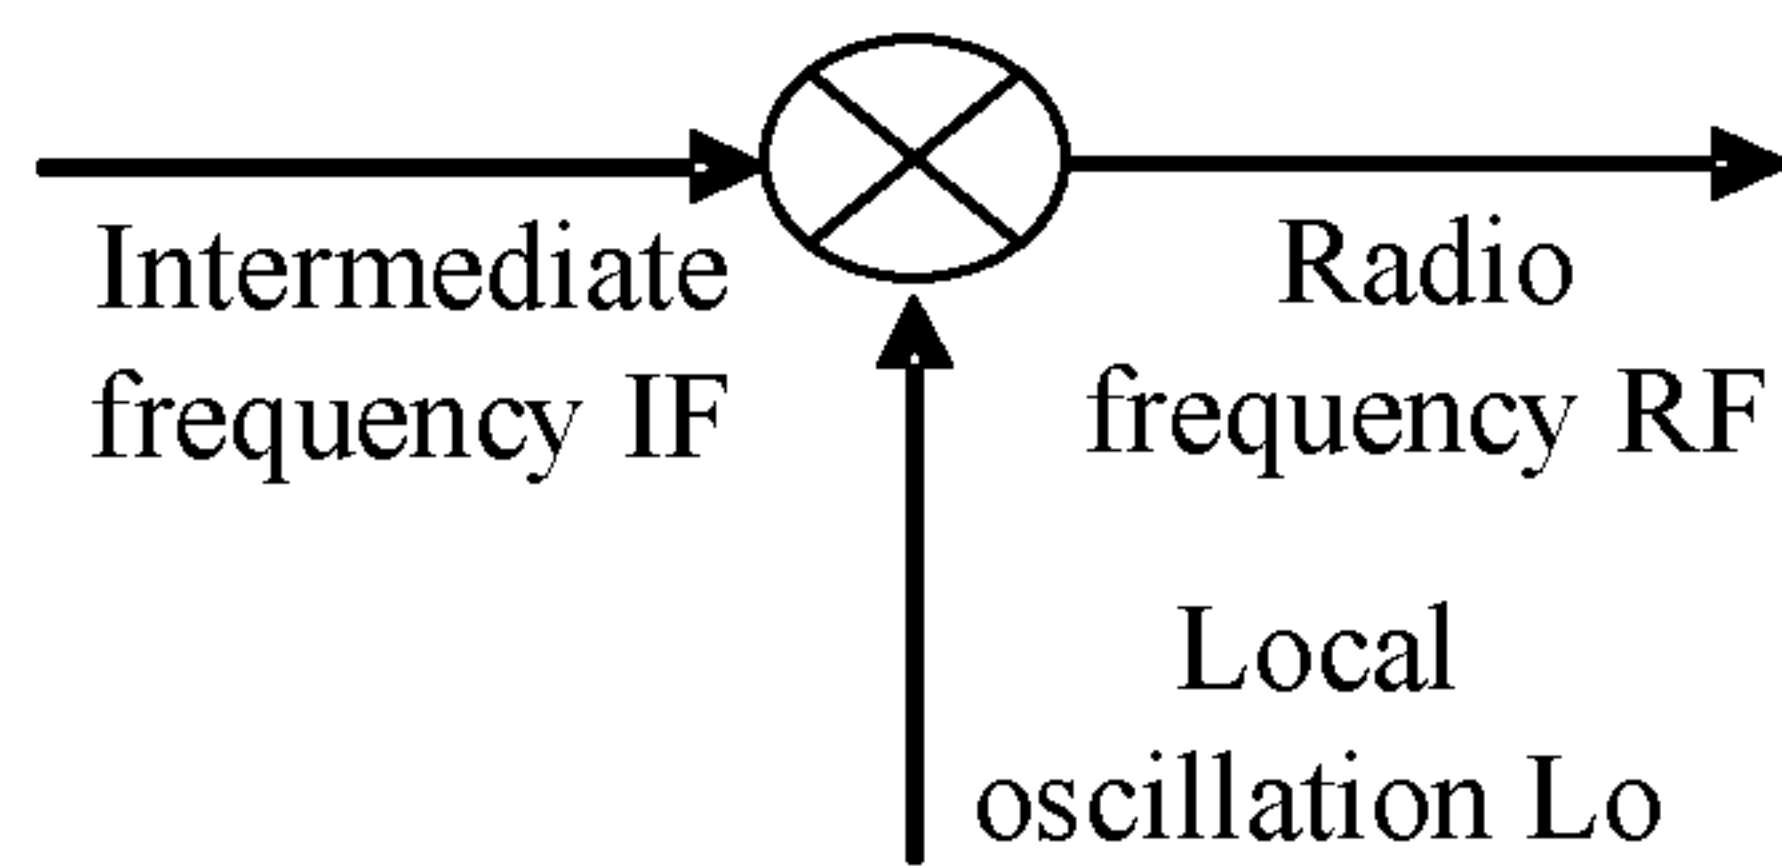 Intermediate
frequency IF
Radio
frequency RF
Local
oscillation Lo